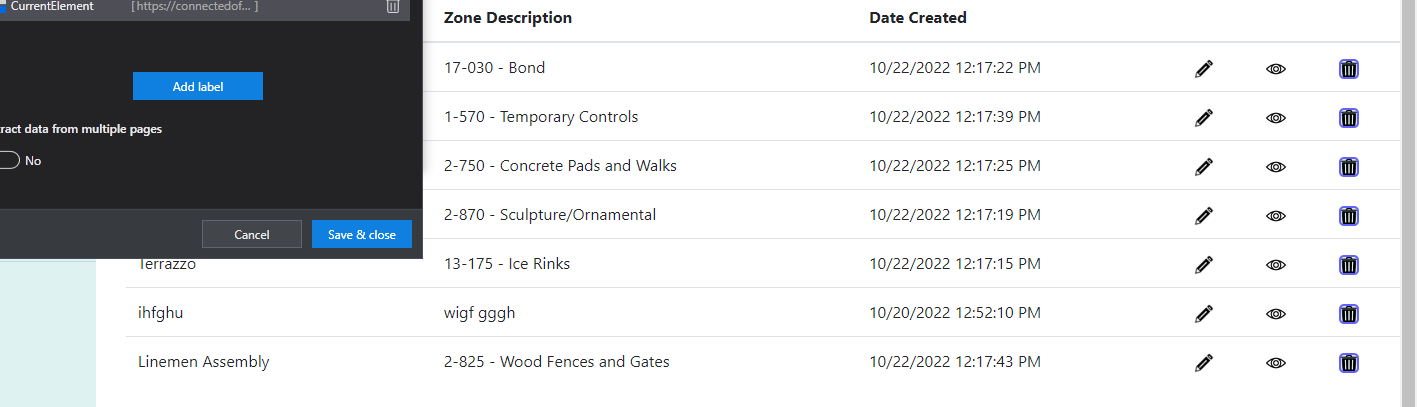 CurrentElement [ https://connectedof... ]
Zone Description Date Created
17-030 - Bond 10/22/2022 12:17:22 PM
Add label
1-570 - Temporary Controls 10/22/2022 12:17:39 PM
tract data from multiple pages
No
2-750 - Concrete Pads and Walks 10/22/2022 12:17:25 PM
2-870 - Sculpture/Ornamental 10/22/2022 12:17:19 PM
Cancel Save & close
Terrazzo 13-175 - Ice Rinks 10/22/2022 12:17:15 PM
ihfghu wigf gggh 10/20/2022 12:52:10 PM
Linemen Assembly 2-825 - Wood Fences and Gates 10/22/2022 12:17:43 PM